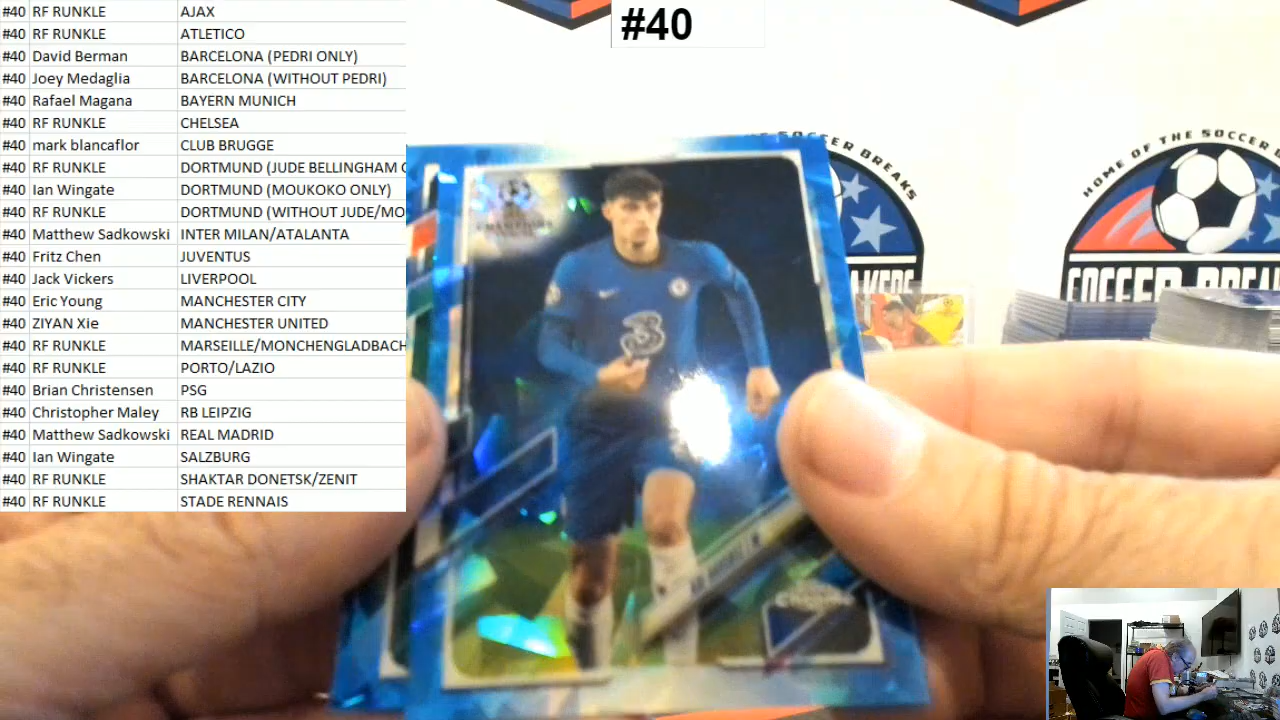 #40 RF RUNKLE AJAX
#40 RF RUNKLE ATLETICO
#40 David Berman BARCELONA (PEDRI ONLY)
#40 Joey Medaglia BARCELONA (WITHOUT PEDRI)
#40 Rafael Magana BAYERN MUNICH
#40 RF RUNKLE CHELSEA
#40 mark blancaflor CLUB BRUGGE
#40 RF RUNKLE DORTMUND (JUDE BELLINGHAM
#40 Ian Wingate DORTMUND (MOUKOKO ONLY)
#40 RF RUNKLE DORTMUND (WITHOUT JUDE/MO
#40 Matthew Sadkowski INTER MILAN/ATALANTA
#40 Fritz Chen JUVENTUS
#40 Jack Vickers LIVERPOOL
#40 Eric Young MANCHESTER CITY
#40 ZIYAN Xie MANCHESTER UNITED
#40 RF RUNKLE MARSEILLE/MONCHENGLADBACH
#40 RF RUNKLE PORTO/LAZIO
#40 Brian Christensen PSG
#40 Christopher Maley RB LEIPZIG
#40 Matthew Sadkowski REAL MADRID
#40 Ian Wingate SALZBURG
#40 RF RUNKLE SHAKTAR DONETSK/ZENIT
#40 RF RUNKLE STADE RENNAIS
#40
CHAMPIONS
3
Chrome
SOCCER BREAKS
HOME OF THE SOCCER B
SOCCER BREAK